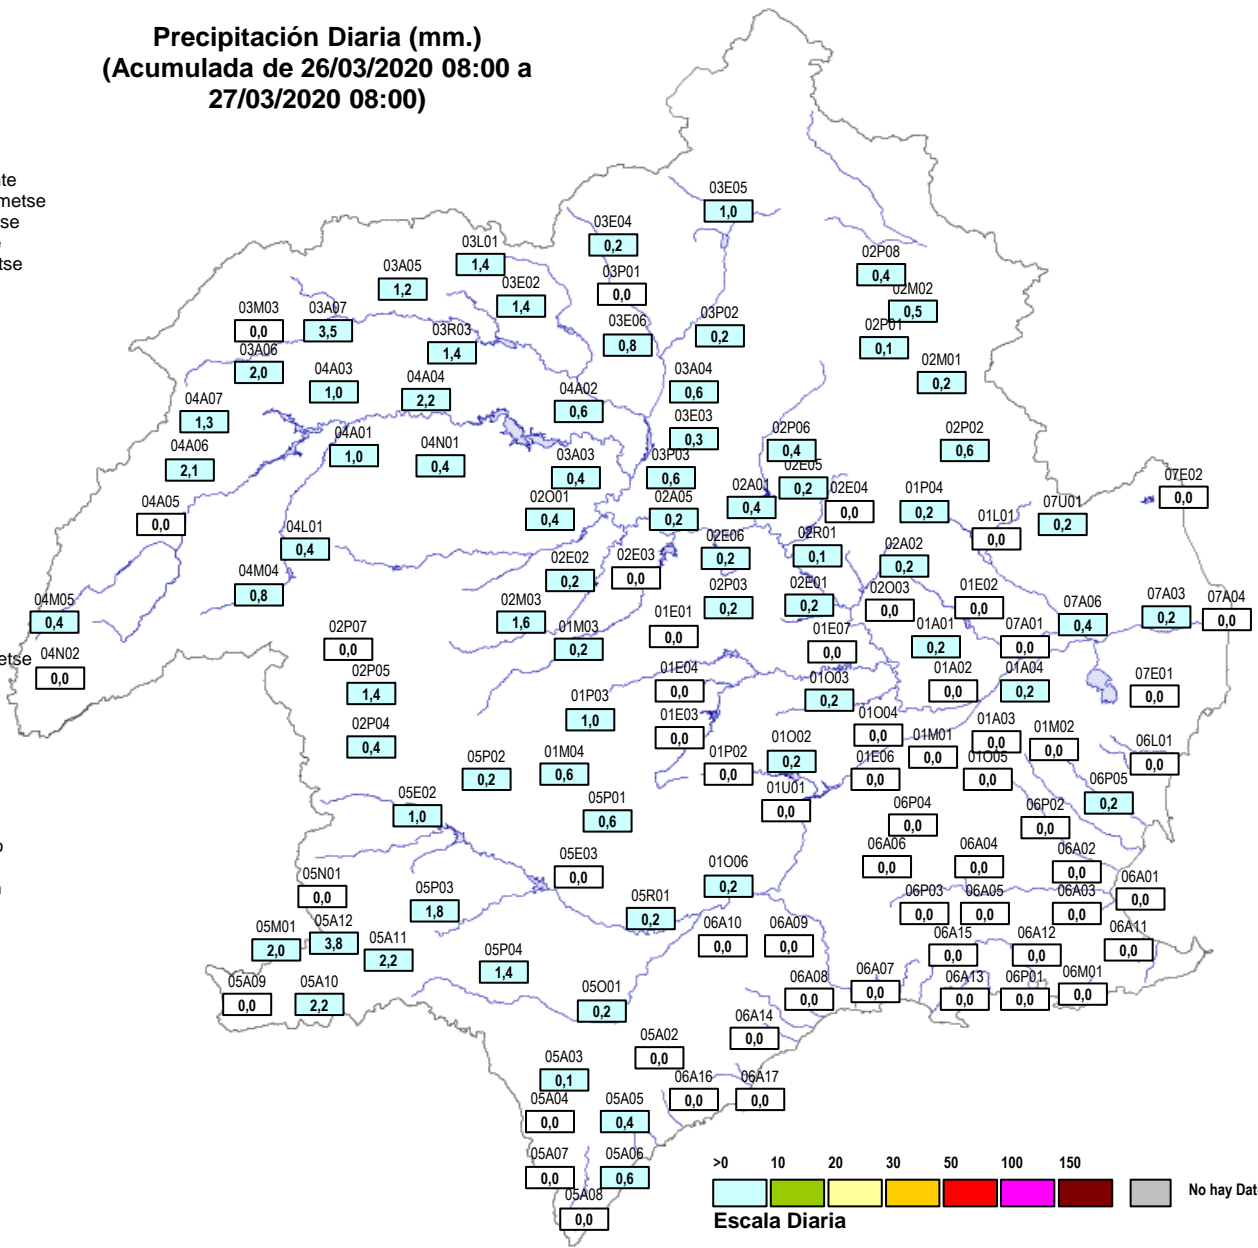 Precipitación Diaria (mm.)
(Acumulada de 26/03/2020 08:00 a
27/03/2020 08:00)
03E05
1,0
03E04
0,2
03L01
1,4
03A05
1,2
03E02
1,4
03P01
0,0
02P08
0,4
02M02
0,5
03M03
0,0
03A07
3,5
03R03
1,4
03E06
0,8
03P02
0,2
02P01
0,1
03A06
2,0
04A03
1,0
04A04
2,2
04A02
0,6
03A04
0,6
02M01
0,2
04A07
1,3
03E03
0,3
04A06
2,1
04A01
1,0
04N01
0,4
03A03
0,4
03P03
0,6
02P06
0,4
02P02
0,6
02E05
0,2
04A05
0,0
02O01
0,4
02A05
0,2
02A01
0,4
02E04
0,0
01P04
0,2
01L01
0,0
07U01
0,2
07E02
0,0
04L01
0,4
02E06
0,2
02R01
0,1
02A02
0,2
04M04
0,8
02E02
0,2
02E03
0,0
04M05
0,4
02M03
1,6
02P03
0,2
02E01
0,2
02O03
0,0
01E02
0,0
07A06
0,4
07A03
0,2
07A04
0,0
02P07
0,0
01M03
0,2
01E01
0,0
01E07
0,0
01A01
0,2
07A01
0,0
etse
04N02
0,0
02P05
1,4
01E04
0,0
01O03
0,2
01A02
0,0
01A04
0,2
07E01
0,0
01P03
1,0
02P04
0,4
01E03
0,0
01O04
0,0
01M01
0,0
01A03
0,0
01M02
0,0
06L01
0,0
05P02
0,2
01M04
0,6
01P02
0,0
01O02
0,2
01E06
0,0
01O05
0,0
05E02
1,0
05P01
0,6
01U01
0,0
06P04
0,0
06P02
0,0
06P05
0,2
05E03
0,0
01O06
0,2
06A06
0,0
06A04
0,0
06A02
0,0
05N01
0,0
05P03
1,8
05R01
0,2
06P03
0,0
06A05
0,0
06A03
0,0
06A01
0,0
05M01
2,0
05A12
3,8
05A11
2,2
05P04
1,4
06A10
0,0
06A09
0,0
06A15
0,0
06A12
0,0
06A11
0,0
05A09
0,0
05A10
2,2
05O01
0,2
06A08
0,0
06A07
0,0
06A13
0,0
06P01
0,0
06M01
0,0
05A02
0,0
06A14
0,0
05A03
0,1
06A16
0,0
06A17
0,0
05A04
0,0
05A05
0,4
05A07
0,0
05A06
0,6
05A08
0,0
>0 10 20 30 50 100 150
No hay Dat
Escala Diaria